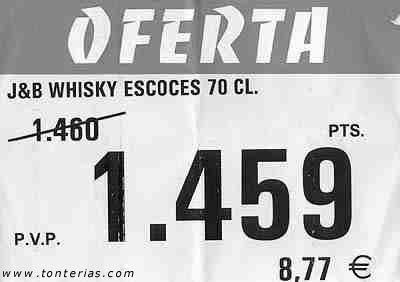 OFERTA
J&B WHISKY ESCOCES 70 CL.
1.460
PTS.
1.459
P.V.P.
8,77 €
www.tonterias.com